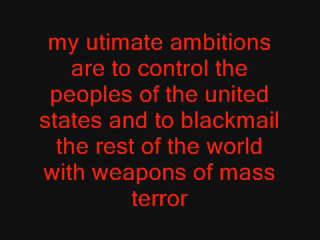 my utimate ambitions
are to control the
peoples of the united
states and to blackmail
the rest of the world
with weapons of mass
terror